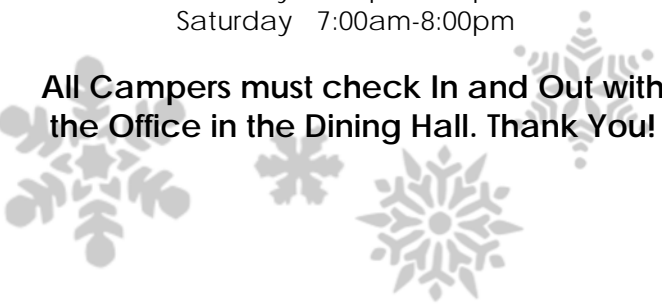 Saturday 7:00am-8:00pm
All Campers must check In and Out with
the Office in the Dining Hall. Thank You!